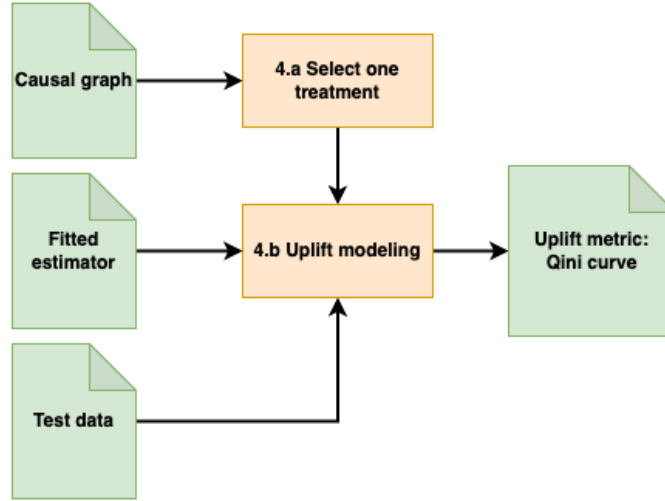 Causal graph
4.a Select one
treatment
Fitted
estimator
4.b Uplift modeling
Uplift metric:
Qini curve
Test data